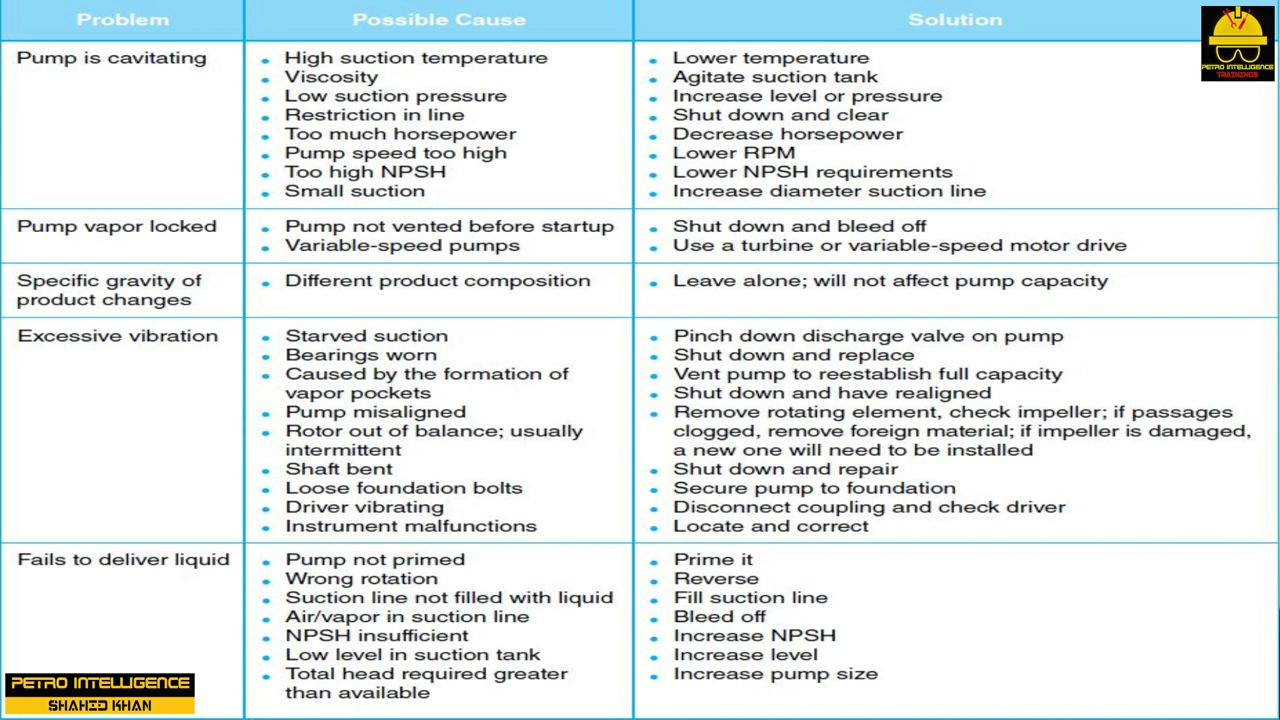 Problem
Possible Cause
Solution
PETRO INTELLIGENCE
TRAININGS
Pump is cavitating
• High suction temperature
• Viscosity
• Low suction pressure
• Restriction in line
• Too much horsepower
• Pump speed too high
• Too high NPSH
• Small suction
• Lower temperature
• Agitate suction tank
• Increase level or pressure
• Shut down and clear
• Decrease horsepower
• Lower RPM
• Lower NPSH requirements
• Increase diameter suction line
Pump vapor locked
• Pump not vented before startup
• Variable-speed pumps
• Shut down and bleed off
• Use a turbine or variable-speed motor drive
Specific gravity of
product changes
• Different product composition
• Leave alone; will not affect pump capacity
Excessive vibration
• Starved suction
• Bearings worn
• Caused by the formation of
vapor pockets
• Pump misaligned
• Rotor out of balance; usually
intermittent
• Shaft bent
• Loose foundation bolts
• Driver vibrating
• Instrument malfunctions
• Pinch down discharge valve on pump
• Shut down and replace
• Vent pump to reestablish full capacity
• Shut down and have realigned
• Remove rotating element, check impeller; if passages
clogged, remove foreign material; if impeller is damaged,
a new one will need to be installed
• Shut down and repair
• Secure pump to foundation
• Disconnect coupling and check driver
• Locate and correct
Fails to deliver liquid
• Pump not primed
• Wrong rotation
• Suction line not filled with liquid
• Air/vapor in suction line
• NPSH insufficient
• Low level in suction tank
• Total head required greater
than available
• Prime it
• Reverse
• Fill suction line
• Bleed off
• Increase NPSH
• Increase level
• Increase pump size
PETRO INTELLIGENCE
SHAHID KHAN